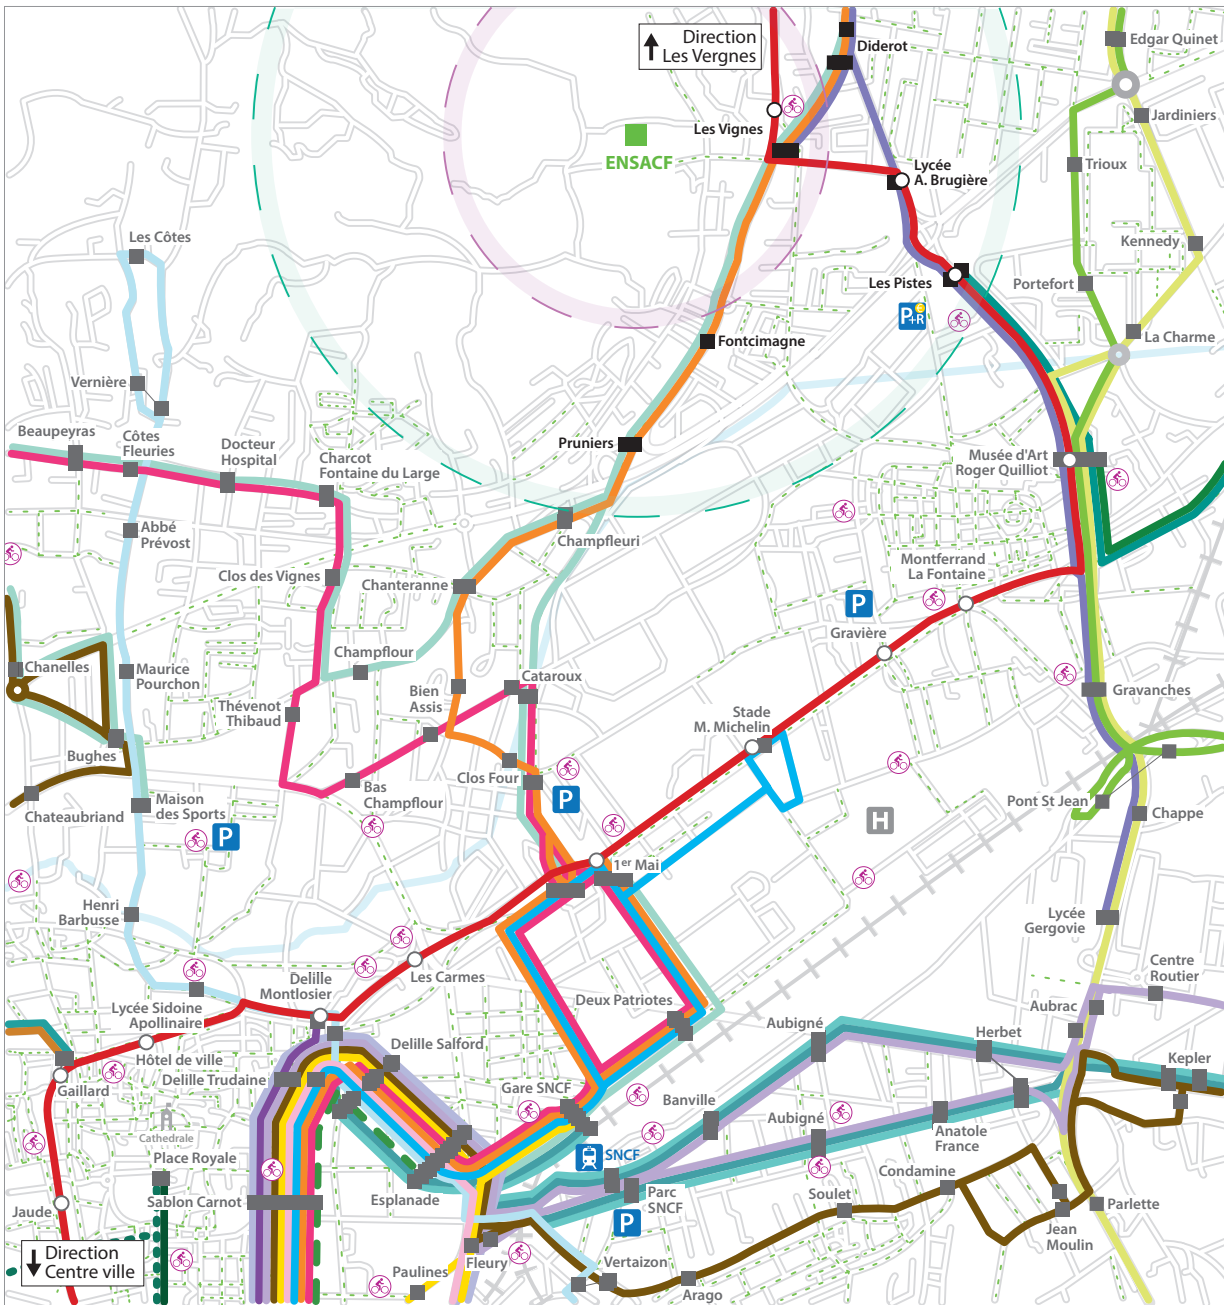 Direction
Les Vergnes
Diderot
Edgar Quinet
Les Vignes
Jardiniers
ENSACF
Lycée
A. Brugière
Trioux
Les Côtes
Kennedy
Les Pistes
Portefort
P+R
La Charme
Fontcimagne
Vernière
Beaupeyras
Côtes
Fleuries
Docteur
Hospital
Charcot
Fontaine du Large
Pruniers
Musée d'Art
Roger Quilliot
Abbé
Prévost
Champfleuri
Montferrand
La Fontaine
Clos des Vignes
Chanteranne
P
Gravière
Chanelles
Maurice
Pourchon
Champflour
Cataroux
Gravanches
Thévenot
Thibaud
Bien
Assis
Stade
M. Michelin
Bughes
Clos Four
Bas
Champflour
P
Pont St Jean
Chappe
Chateaubriand
Maison
des Sports
P
H
1er Mai
Henri
Barbusse
Lycée
Gergovie
Les Carmes
Centre
Routier
Delille
Montlosier
Deux Patriotes
Aubrac
Lycée Sidoine
Apollinaire
Aubigné
Herbet
Hôtel de ville
Delille Salford
Kepler
Gaillard
Delille Trudaine
Gare SNCF
Banville
Aubigné
Anatole
France
Cathedrale
Place Royale
SNCF
Condamine
Esplanade
Parc
SNCF
Soulet
Sablon Carnot
Jaude
P
Parlette
Jean
Moulin
Direction
Centre ville
Paulines
Fleury
Vertaizon
Arago